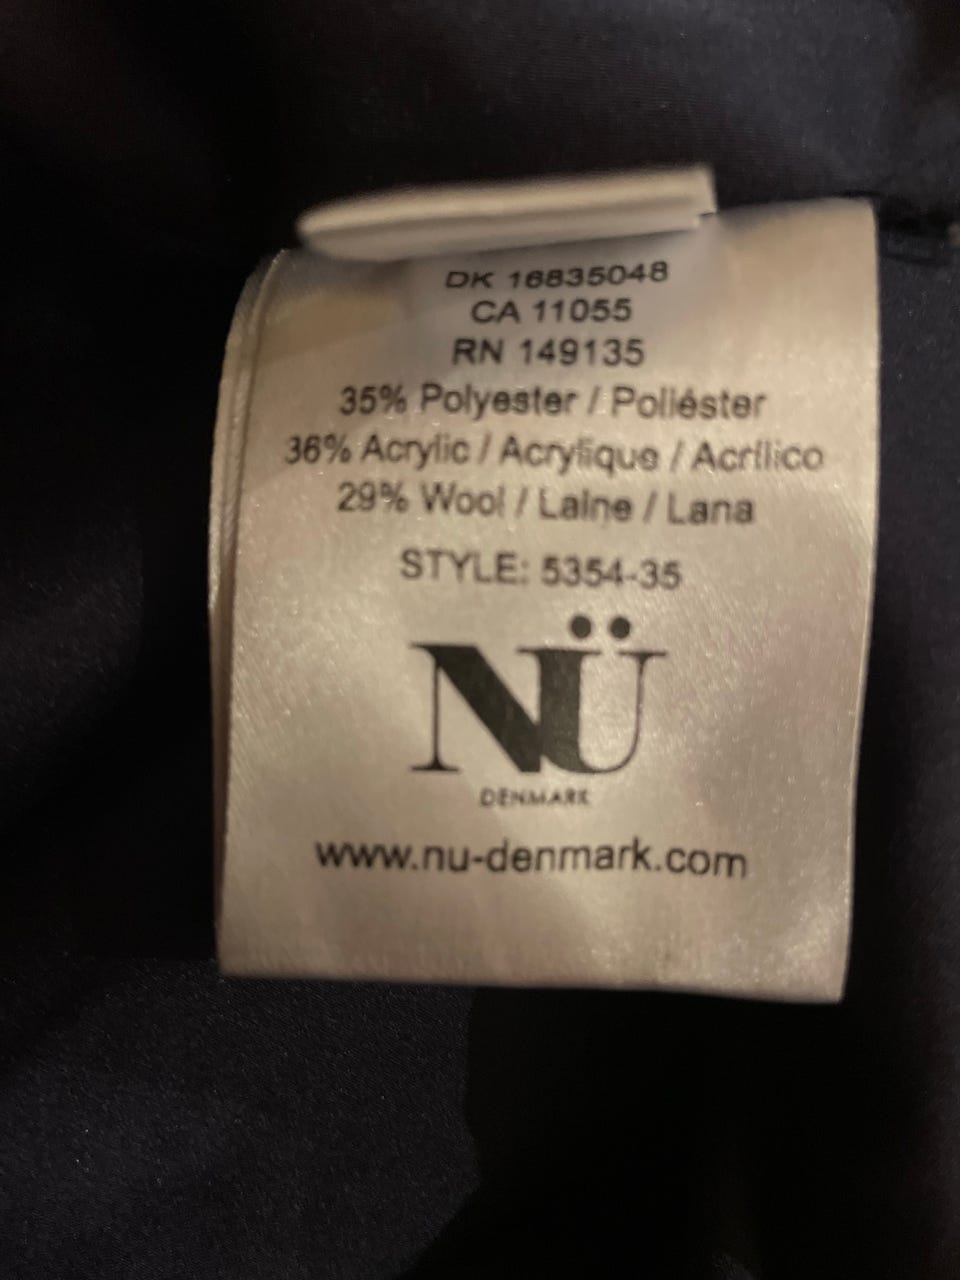 DK 16835048
CA 11055
RN 149135
35% Polyester / Poliéster
36% Acrylic / Acrylique / Acrílico
29% Wool / Laine / Lana
STYLE: 5354-35
NÜ
DENMARK
www.nu-denmark.com